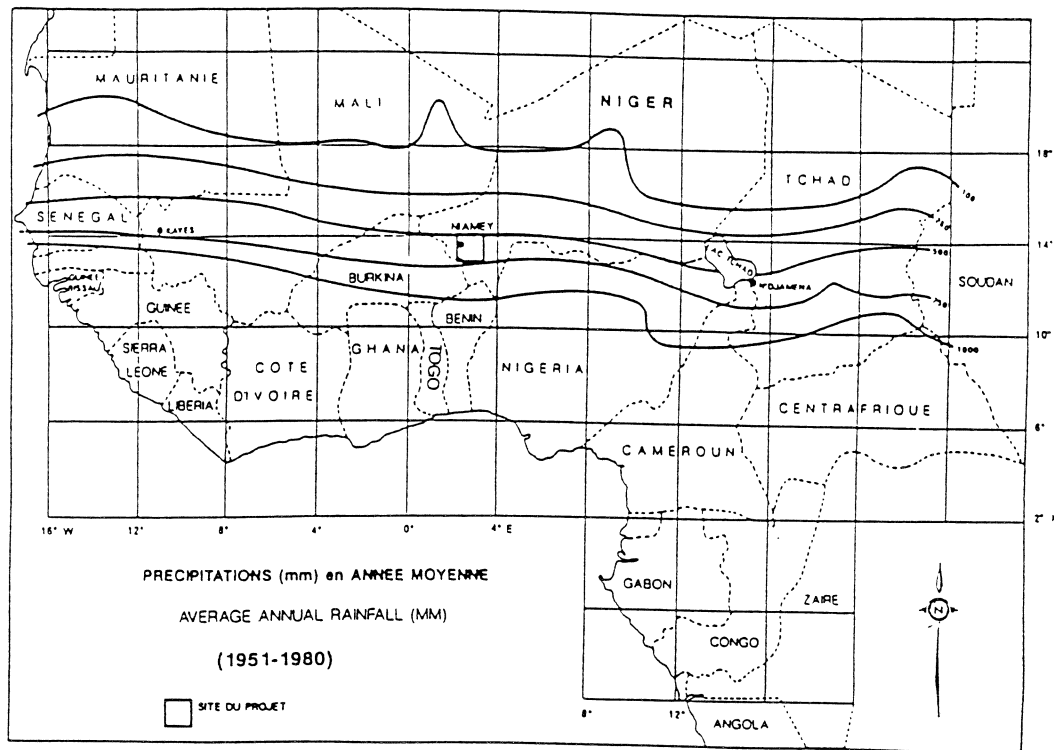 MAURITANIE
MALI
NIGER
TCHAD
18°
100
SENEGAL
KAYES
NIAMEY
14°
500
LAC TCHAD
N'DJAMENA
SOUDAN
BURKINA
GUINEE
BENIN
10°
1000
SIERRA
LEONE
COTE
D'IVOIRE
GHANA
TOGO
NIGERIA
LIBERIA
CENTRAFRIQUE
6°
CAMEROUN
16° W
12°
8°
4°
0°
4° E
2°
PRECIPITATIONS (mm) en ANNEE MOYENNE
AVERAGE ANNUAL RAINFALL (MM)
(1951-1980)
SITE DU PROJET
GABON
ZAIRE
CONGO
8°
12°
ANGOLA
N